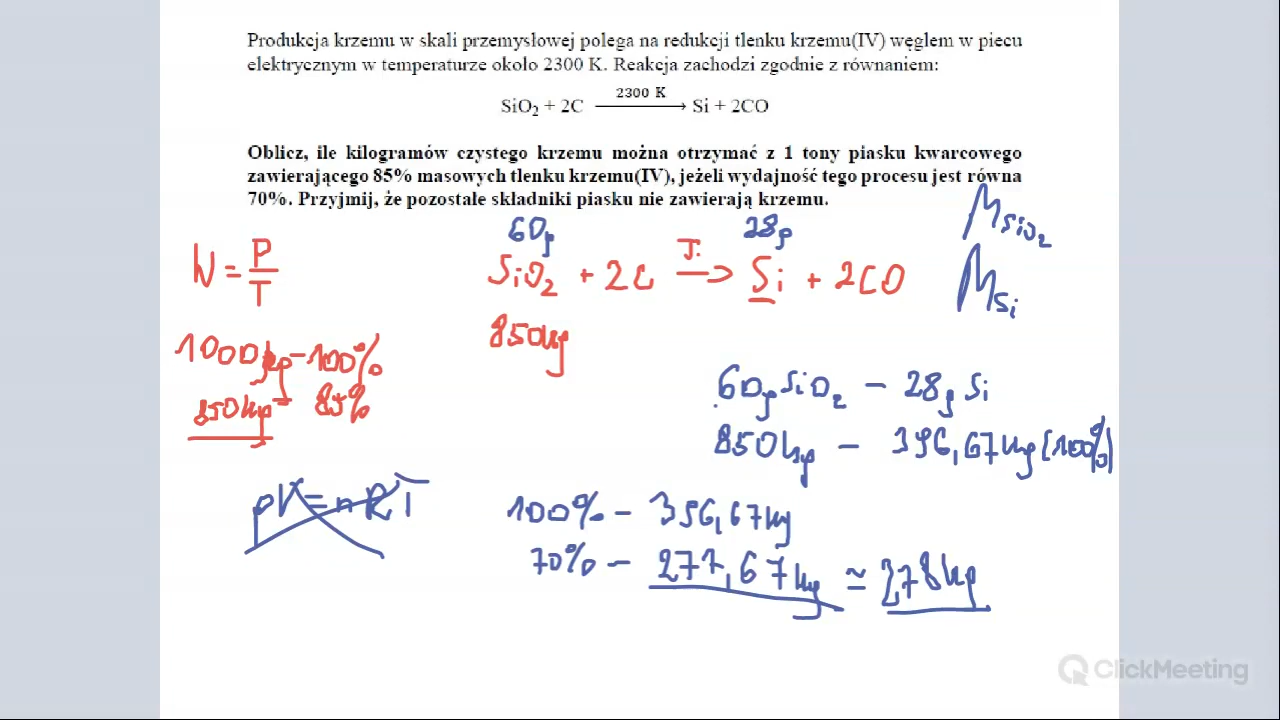 Produkcja krzemu w skali przemysłowej polega na redukcji tlenku krzemu(IV) węglem w piecu
elektrycznym w temperaturze około 2300 K. Reakcja zachodzi zgodnie z równaniem:
2300 K
SiO₂ + 2C → Si + 2CO
Oblicz, ile kilogramów czystego krzemu można otrzymać z 1 tony piasku kwarcowego
zawierającego 85% masowych tlenku krzemu(IV), jeżeli wydajność tego procesu jest równa
70%. Przyjmij, że pozostałe składniki piasku nie zawierają krzemu.
M SiO₂
60g 28g
W = P/T
SiO₂ + 2C T. → Si + 2CO
M Si
850kg
1000kg - 100%
850kg - 85%
60g SiO₂ - 28g Si
850kg - 396,67kg (100%)
pV = nRT
100% - 396,67kg
70% - 277,67kg ≃ 278kg
ClickMeeting